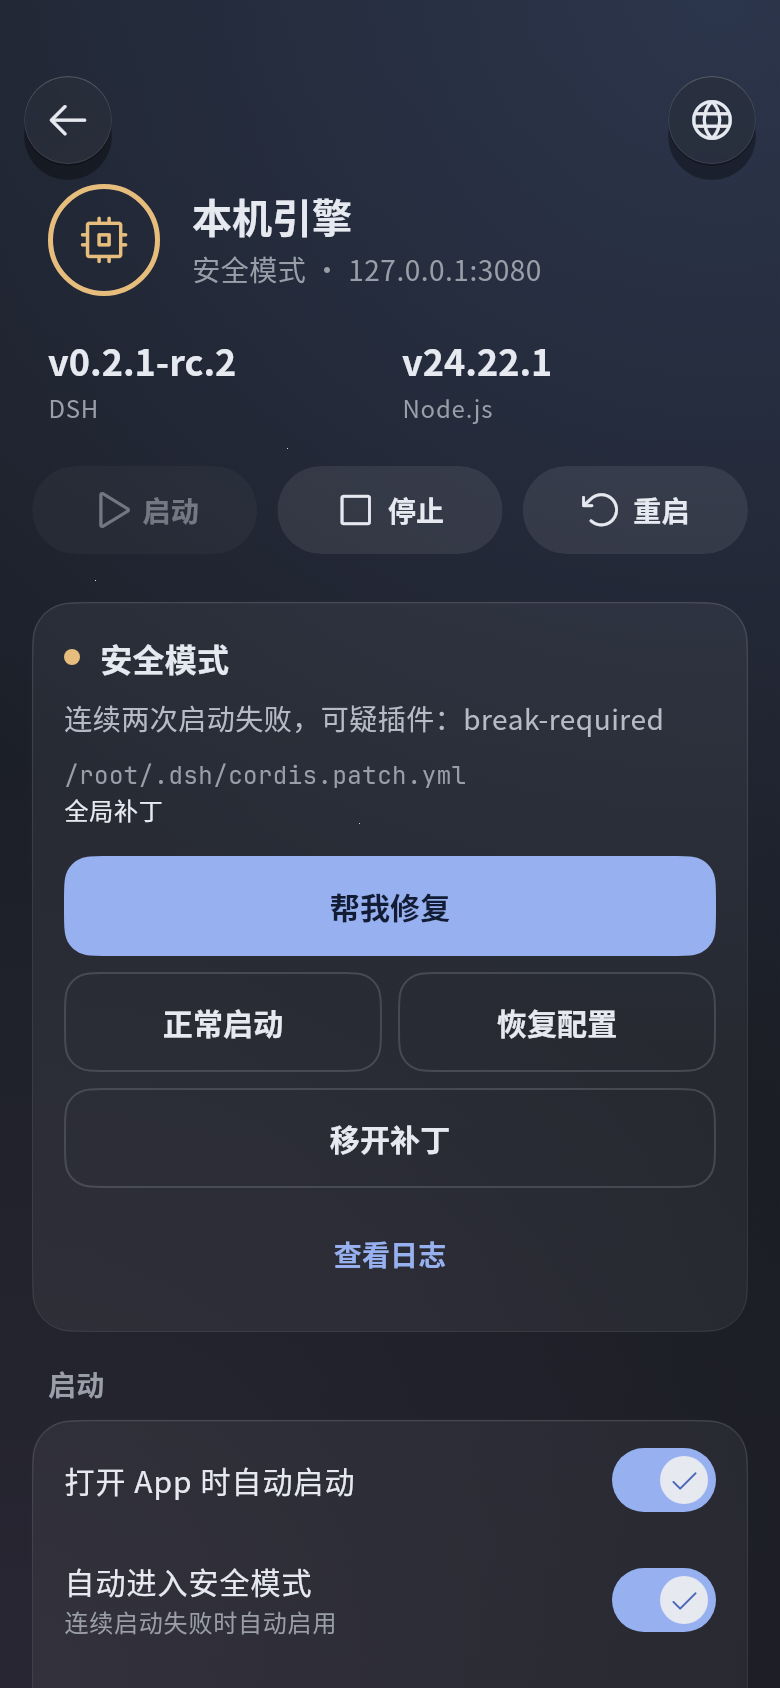 本机引擎
安全模式 · 127.0.0.1:3080
v0.2.1-rc.2
DSH
v24.22.1
Node.js
启动
停止
重启
安全模式
连续两次启动失败，可疑插件：break-required
/root/.dsh/cordis.patch.yml
全局补丁
帮我修复
正常启动
恢复配置
移开补丁
查看日志
启动
打开 App 时自动启动
自动进入安全模式
连续启动失败时自动启用